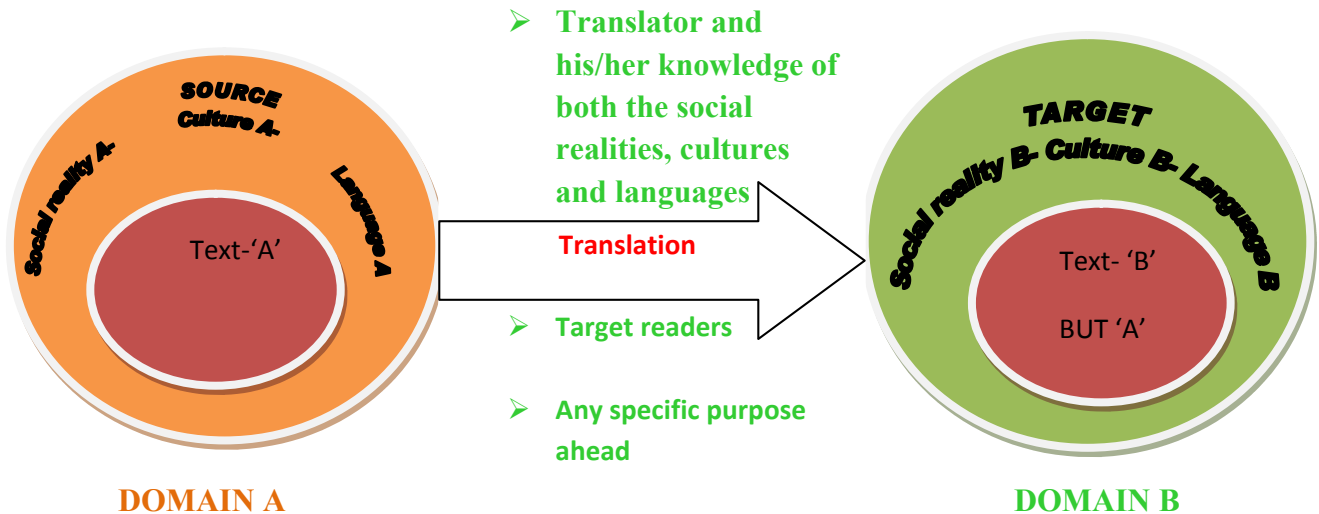 SOURCE
Culture A-
Social reality A-
Language A
Text-‘A’
DOMAIN A
➢ Translator and
his/her knowledge of
both the social
realities, cultures
and languages
Translation
➢ Target readers
➢ Any specific purpose
ahead
TARGET
Social reality B- Culture B- Language B
Text- ‘B’
BUT ‘A’
DOMAIN B